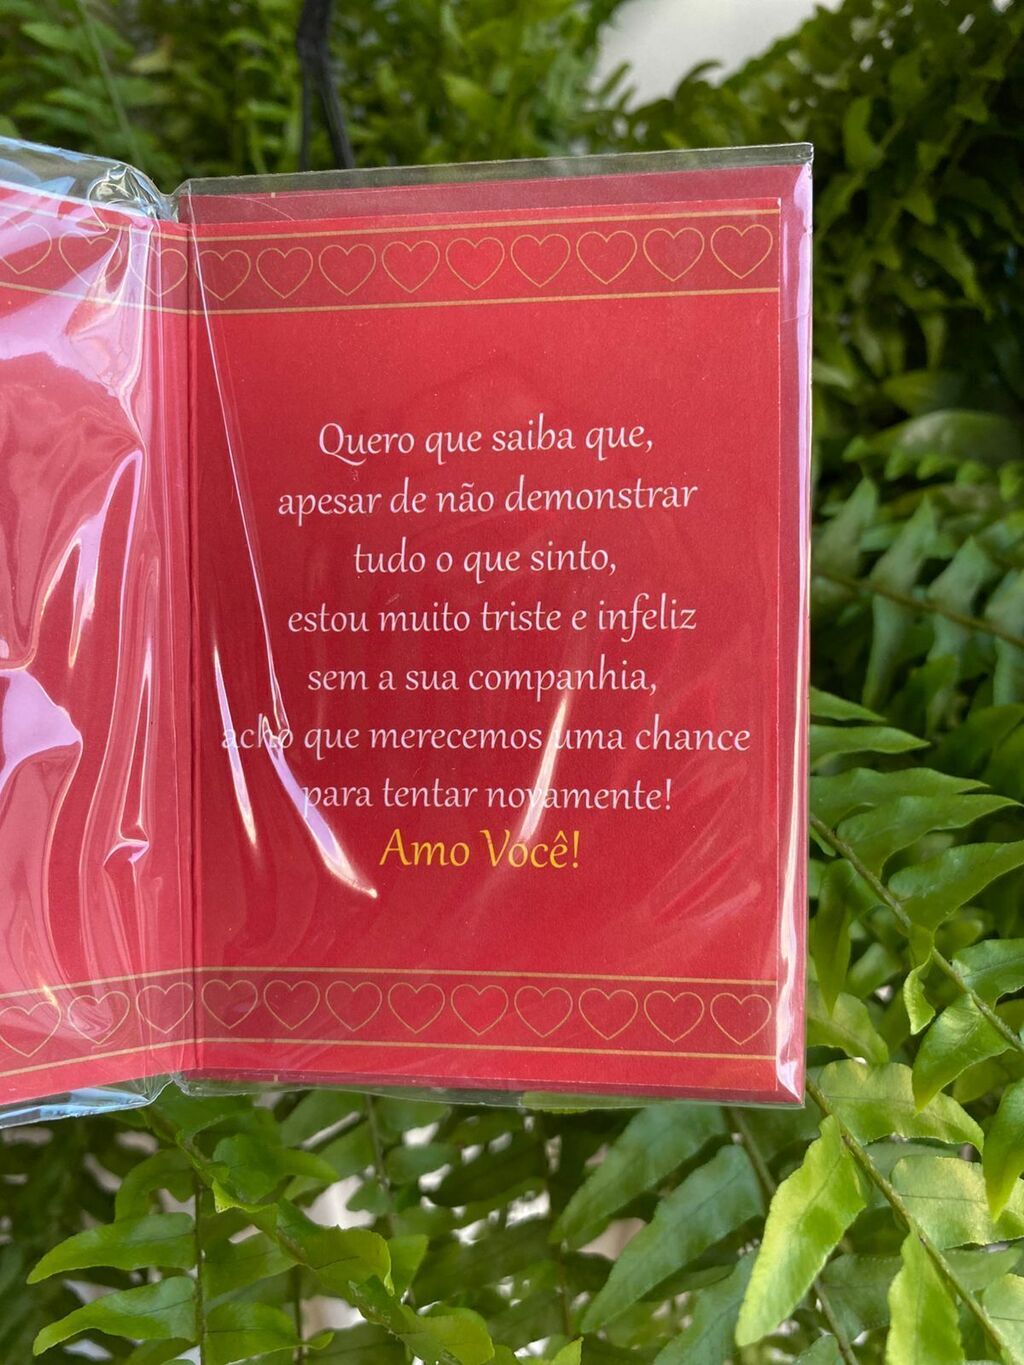 Quero que saiba que,
apesar de não demonstrar
tudo o que sinto,
estou muito triste e infeliz
sem a sua companhia,
acho que merecemos uma chance
para tentar novamente!
Amo Você!